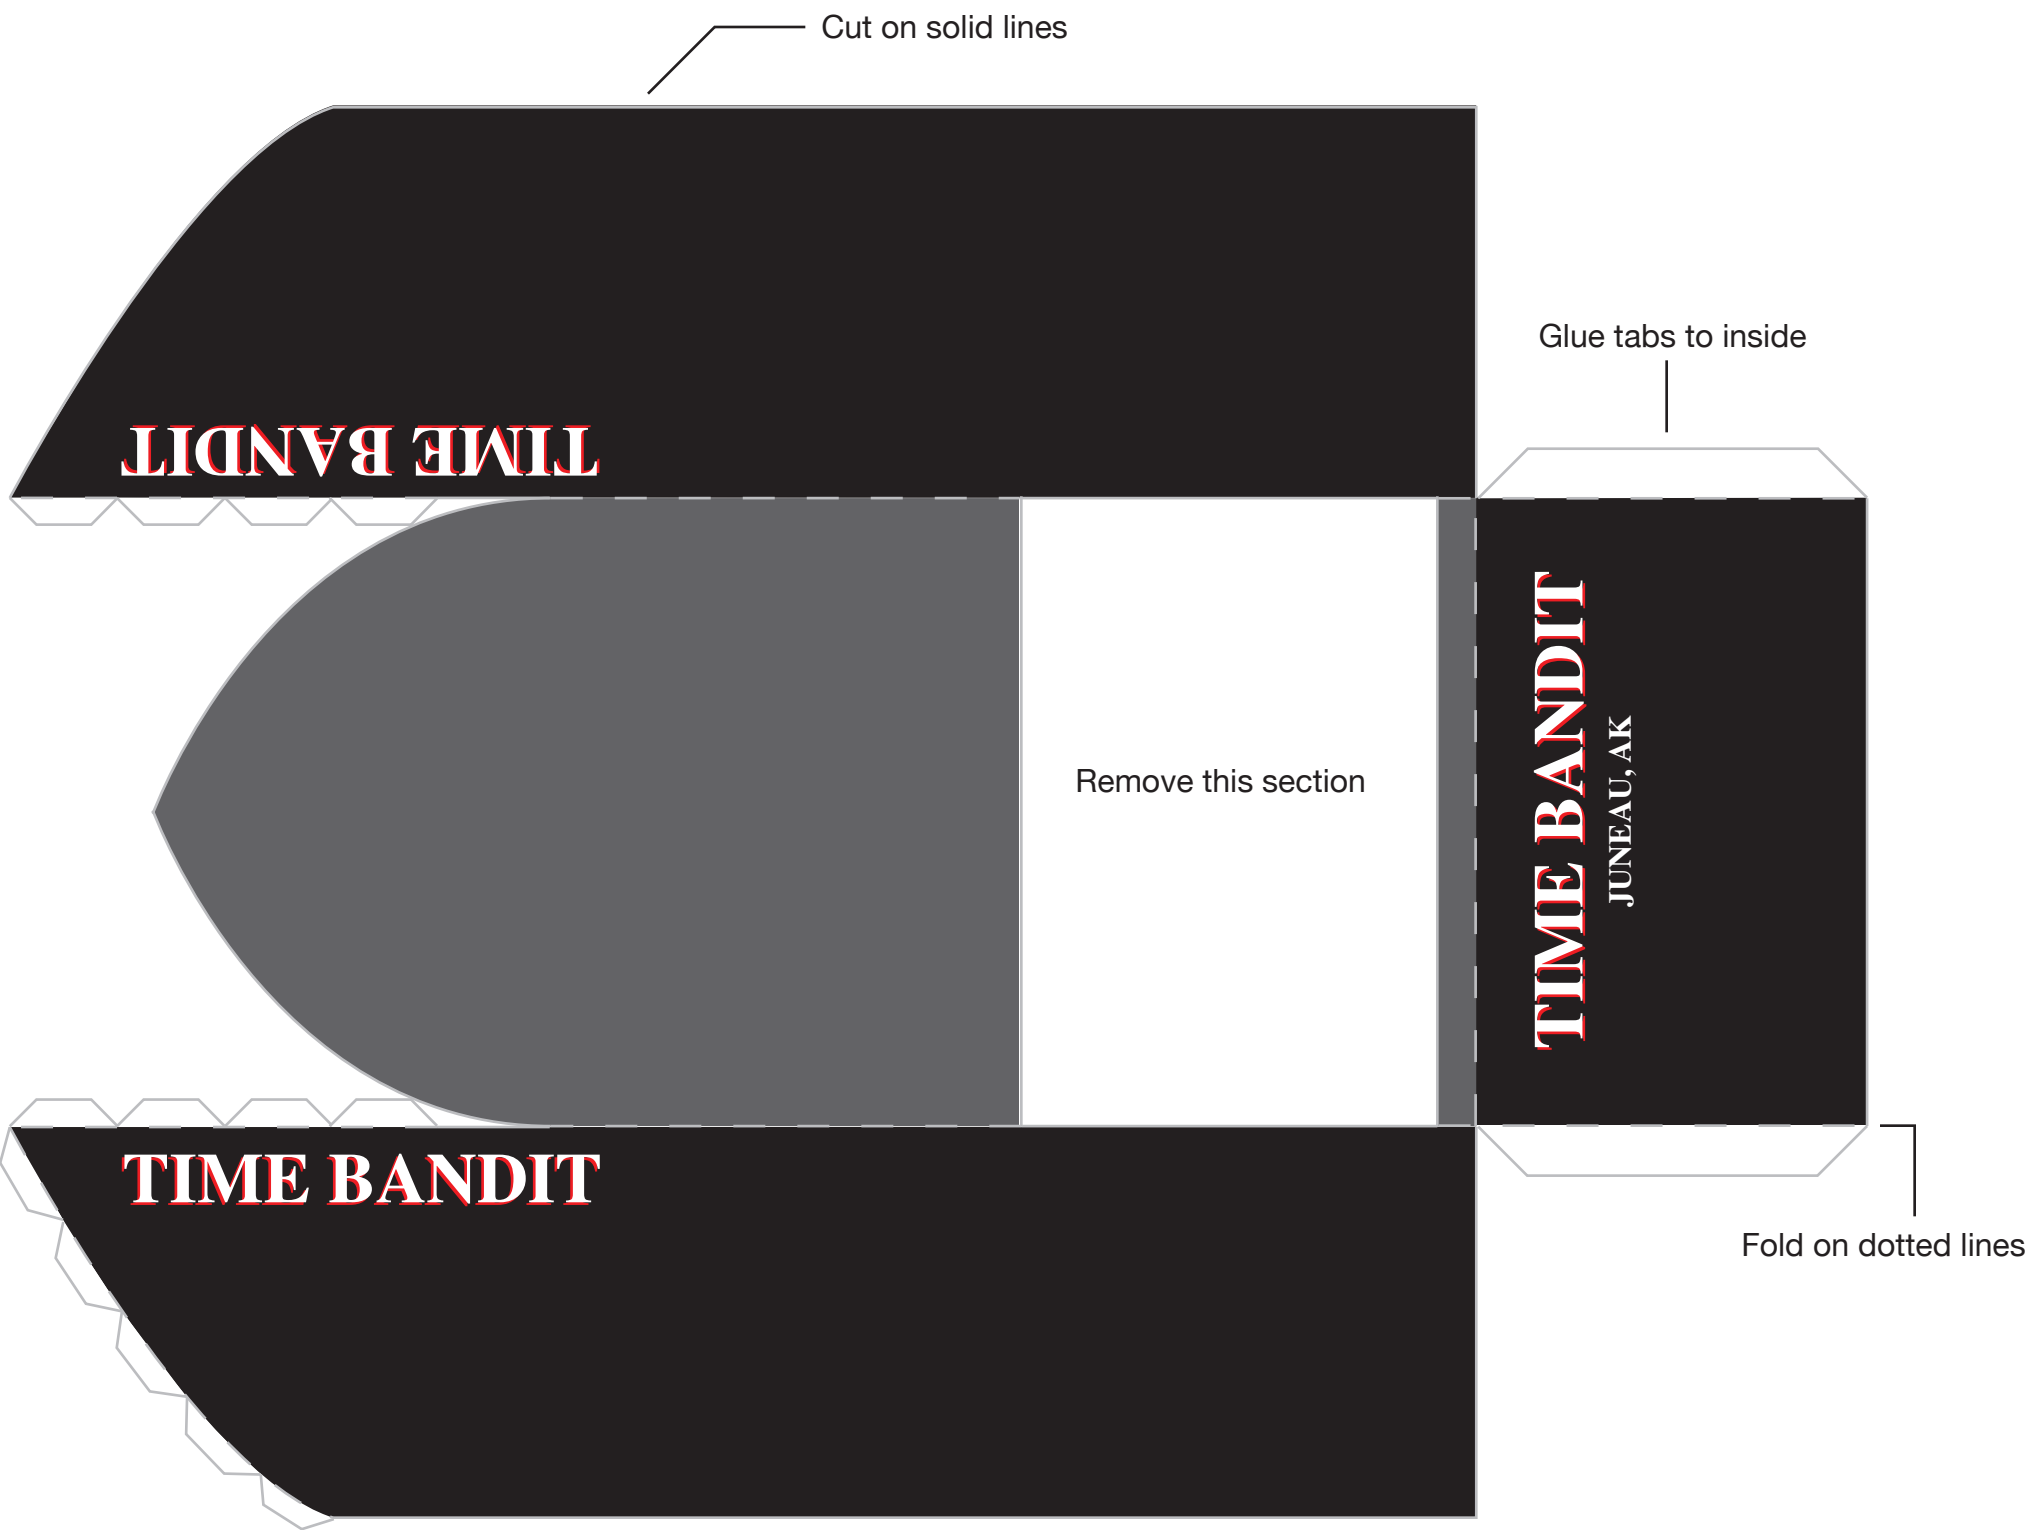 Cut on solid lines
Glue tabs to inside
TIME BANDIT
TIME BANDIT
JUNEAU, AK
Remove this section
TIME BANDIT
Fold on dotted lines